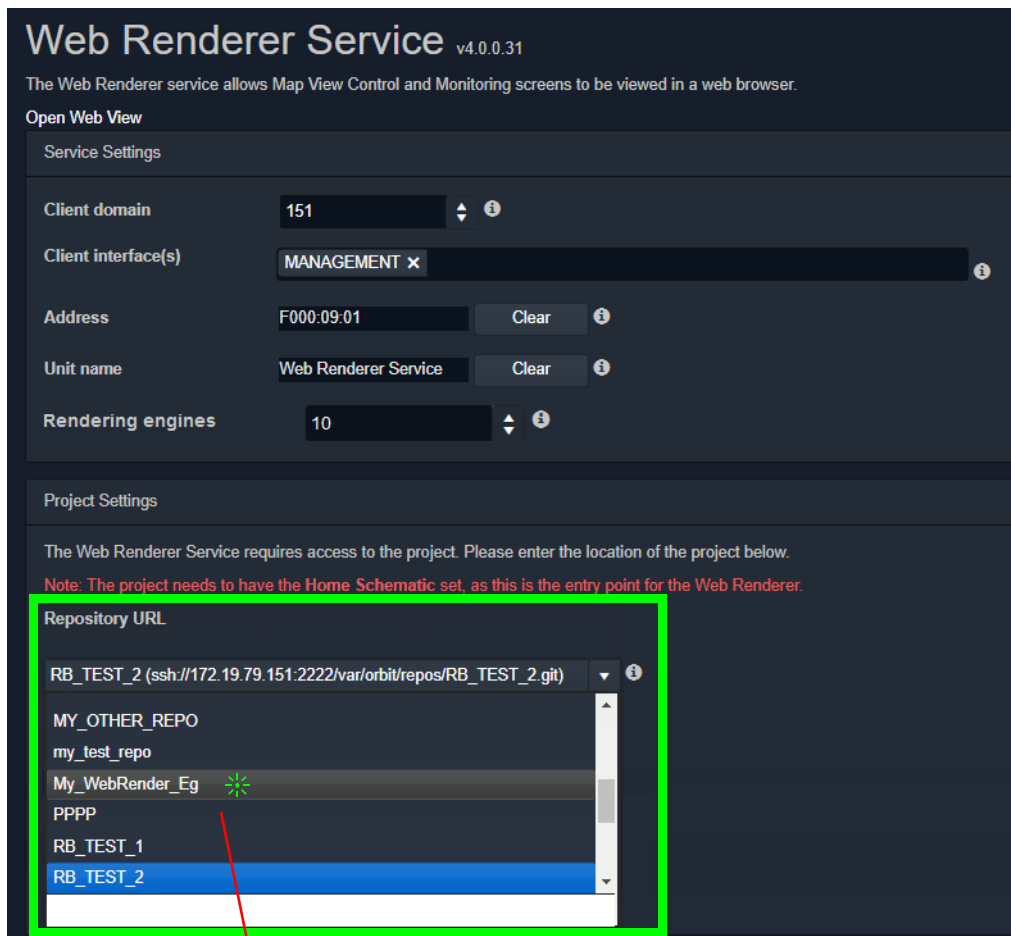 Web Renderer Service v4.0.0.31
The Web Renderer service allows Map View Control and Monitoring screens to be viewed in a web browser.
Open Web View
Service Settings
Client domain 151
Client interface(s) MANAGEMENT ×
Address F000:09:01 Clear
Unit name Web Renderer Service Clear
Rendering engines 10
Project Settings
The Web Renderer Service requires access to the project. Please enter the location of the project below.
Note: The project needs to have the Home Schematic set, as this is the entry point for the Web Renderer.
Repository URL
RB_TEST_2 (ssh://172.19.79.151:2222/var/orbit/repos/RB_TEST_2.git)
MY_OTHER_REPO
my_test_repo
My_WebRender_Eg
PPPP
RB_TEST_1
RB_TEST_2